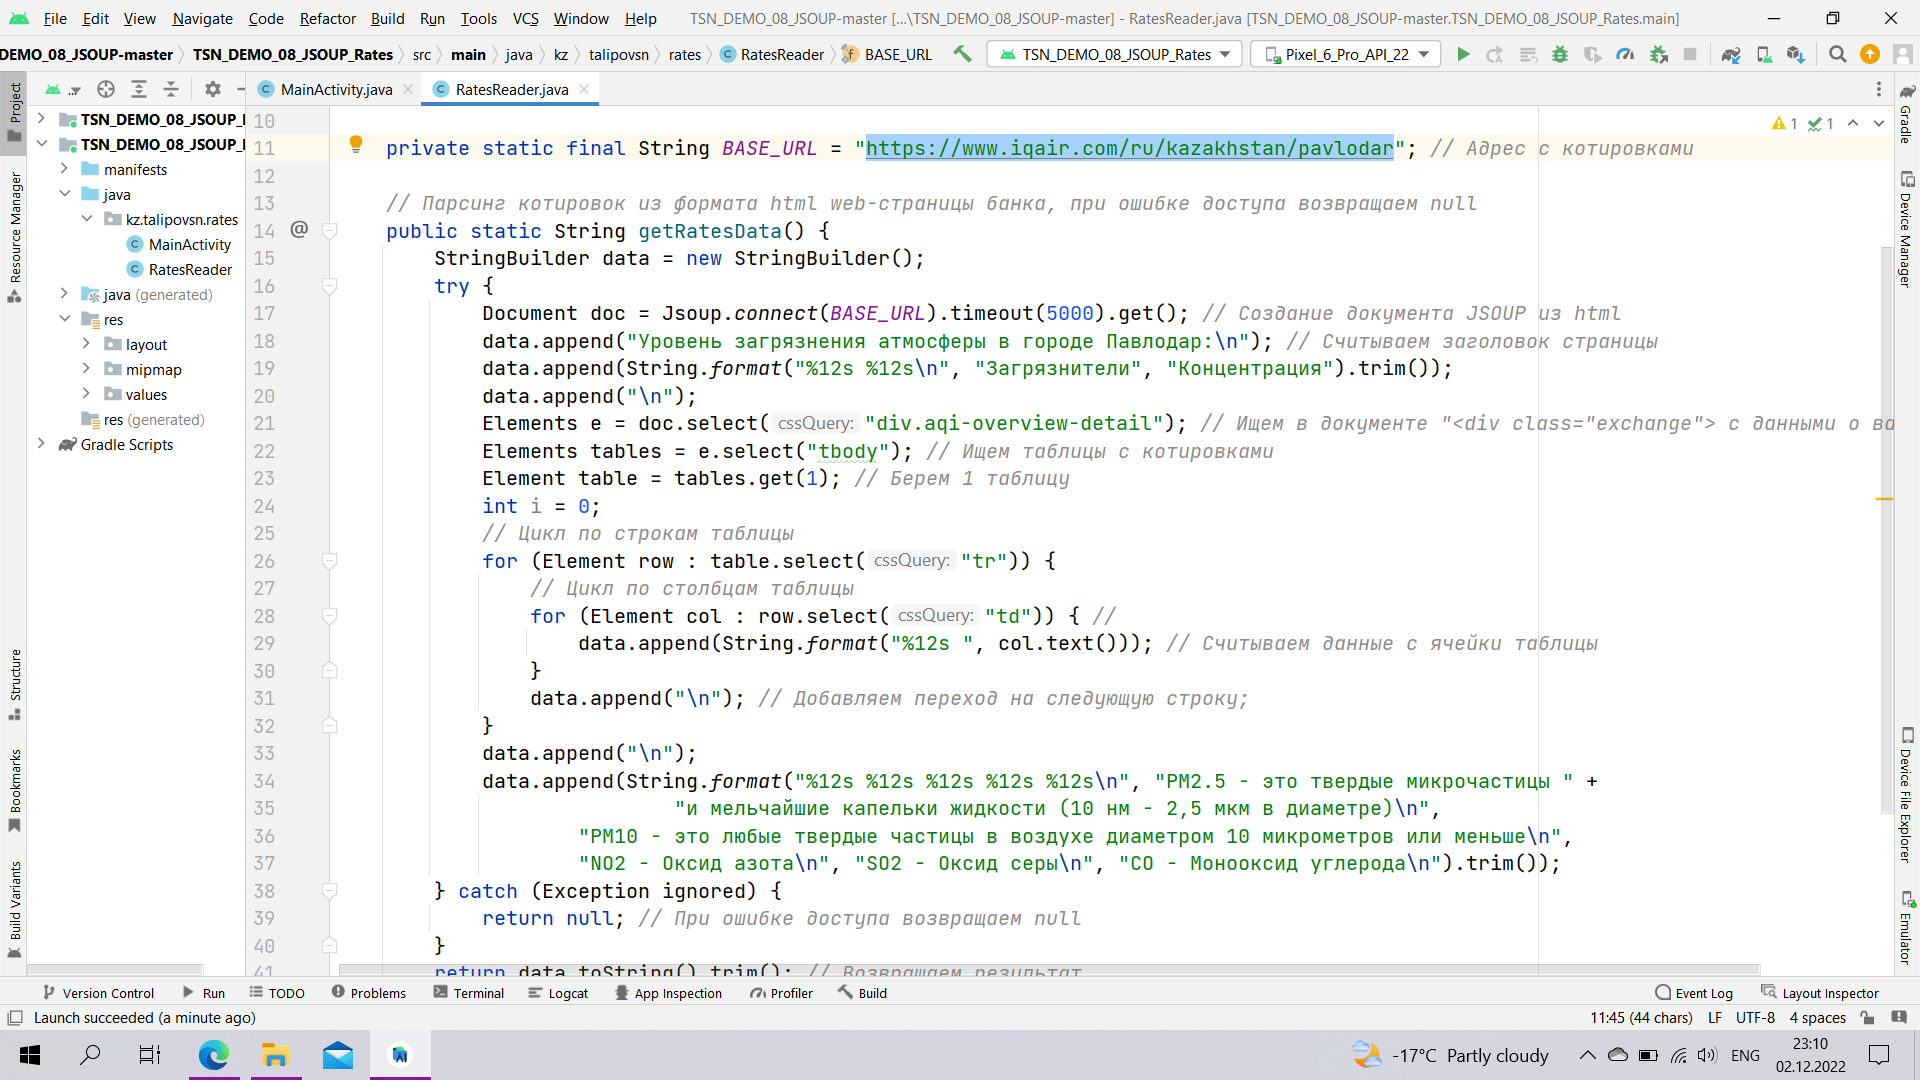 File Edit View Navigate Code Refactor Build Run Tools VCS Window Help TSN_DEMO_08_JSOUP-master [...\TSN_DEMO_08_JSOUP-master] - RatesReader.java [TSN_DEMO_08_JSOUP-master.TSN_DEMO_08_JSOUP_Rates.main]
DEMO_08_JSOUP-master TSN_DEMO_08_JSOUP_Rates src main java kz talipovsn rates RatesReader BASE_URL TSN_DEMO_08_JSOUP_Rates Pixel_6_Pro_API_22
MainActivity.java RatesReader.java
Project
Resource Manager
Structure
Bookmarks
Build Variants
TSN_DEMO_08_JSOUP_
TSN_DEMO_08_JSOUP_
manifests
java
kz.talipovsn.rates
MainActivity
RatesReader
java (generated)
res
layout
mipmap
values
res (generated)
Gradle Scripts
1 1
10
11 private static final String BASE_URL = "https://www.iqair.com/ru/kazakhstan/pavlodar"; // Адрес с котировками
12
13 // Парсинг котировок из формата html web-страницы банка, при ошибке доступа возвращаем null
14 @ public static String getRatesData() {
15 StringBuilder data = new StringBuilder();
16 try {
17 Document doc = Jsoup.connect(BASE_URL).timeout(5000).get(); // Создание документа JSOUP из html
18 data.append("Уровень загрязнения атмосферы в городе Павлодар:\n"); // Считываем заголовок страницы
19 data.append(String.format("%12s %12s\n", "Загрязнители", "Концентрация").trim());
20 data.append("\n");
21 Elements e = doc.select( cssQuery: "div.aqi-overview-detail"); // Ищем в документе "<div class="exchange"> с данными о ва
22 Elements tables = e.select("tbody"); // Ищем таблицы с котировками
23 Element table = tables.get(1); // Берем 1 таблицу
24 int i = 0;
25 // Цикл по строкам таблицы
26 for (Element row : table.select( cssQuery: "tr")) {
27 // Цикл по столбцам таблицы
28 for (Element col : row.select( cssQuery: "td")) { //
29 data.append(String.format("%12s ", col.text())); // Считываем данные с ячейки таблицы
30 }
31 data.append("\n"); // Добавляем переход на следующую строку;
32 }
33 data.append("\n");
34 data.append(String.format("%12s %12s %12s %12s %12s\n", "PM2.5 - это твердые микрочастицы " +
35 "и мельчайшие капельки жидкости (10 нм - 2,5 мкм в диаметре)\n",
36 "PM10 - это любые твердые частицы в воздухе диаметром 10 микрометров или меньше\n",
37 "NO2 - Оксид азота\n", "SO2 - Оксид серы\n", "CO - Монооксид углерода\n").trim());
38 } catch (Exception ignored) {
39 return null; // При ошибке доступа возвращаем null
40 }
41 return data.toString().trim(); // Возвращаем результат
Gradle
Device Manager
Device File Explorer
Emulator
Version Control Run TODO Problems Terminal Logcat App Inspection Profiler Build Event Log Layout Inspector
Launch succeeded (a minute ago) 11:45 (44 chars) LF UTF-8 4 spaces
-17°C Partly cloudy ENG 23:10
02.12.2022